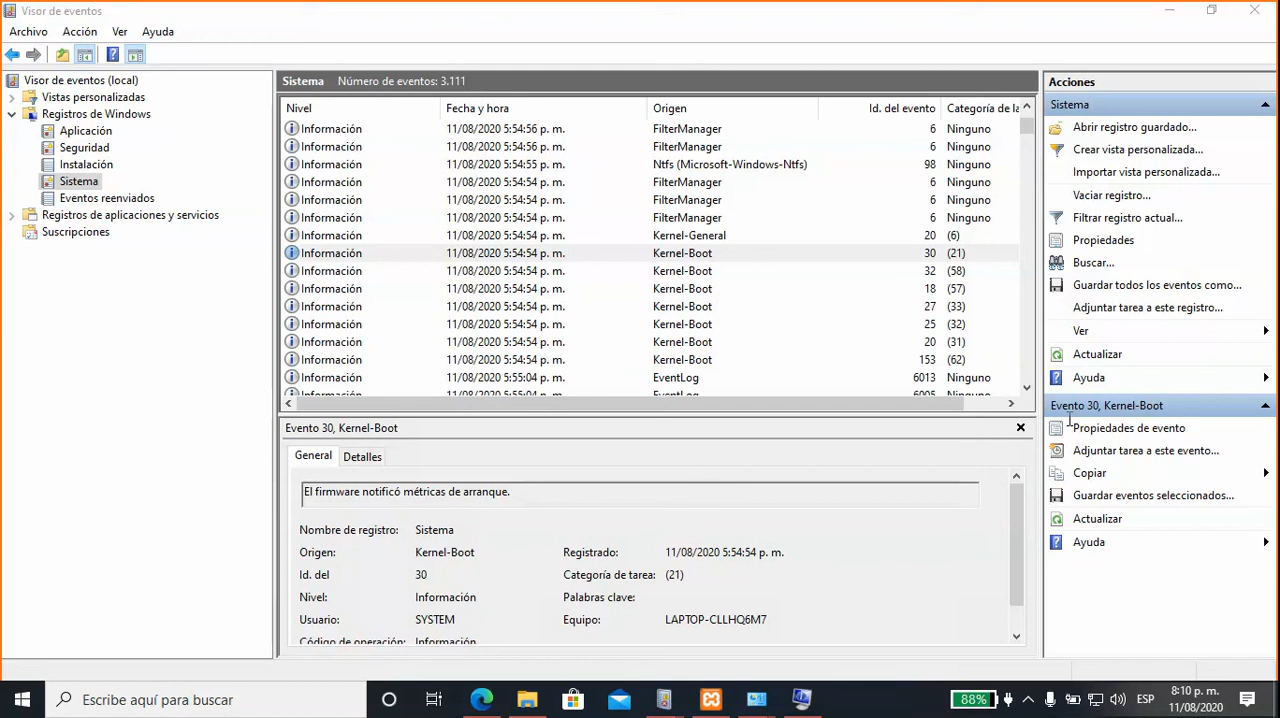 Visor de eventos
Archivo Acción Ver Ayuda
Visor de eventos (local)
Vistas personalizadas
Registros de Windows
Aplicación
Seguridad
Instalación
Sistema
Eventos reenviados
Registros de aplicaciones y servicios
Suscripciones
Sistema Número de eventos: 3.111
Nivel Fecha y hora Origen Id. del evento Categoría de la
Información 11/08/2020 5:54:56 p. m. FilterManager 6 Ninguno
Información 11/08/2020 5:54:56 p. m. FilterManager 6 Ninguno
Información 11/08/2020 5:54:55 p. m. Ntfs (Microsoft-Windows-Ntfs) 98 Ninguno
Información 11/08/2020 5:54:54 p. m. FilterManager 6 Ninguno
Información 11/08/2020 5:54:54 p. m. FilterManager 6 Ninguno
Información 11/08/2020 5:54:54 p. m. FilterManager 6 Ninguno
Información 11/08/2020 5:54:54 p. m. Kernel-General 20 (6)
Información 11/08/2020 5:54:54 p. m. Kernel-Boot 30 (21)
Información 11/08/2020 5:54:54 p. m. Kernel-Boot 32 (58)
Información 11/08/2020 5:54:54 p. m. Kernel-Boot 18 (57)
Información 11/08/2020 5:54:54 p. m. Kernel-Boot 27 (33)
Información 11/08/2020 5:54:54 p. m. Kernel-Boot 25 (32)
Información 11/08/2020 5:54:54 p. m. Kernel-Boot 20 (31)
Información 11/08/2020 5:54:54 p. m. Kernel-Boot 153 (62)
Información 11/08/2020 5:55:04 p. m. EventLog 6013 Ninguno
Información 11/08/2020 5:55:04 p. m. EventLog 6005 Ninguno
Evento 30, Kernel-Boot
General Detalles
El firmware notificó métricas de arranque.
Nombre de registro: Sistema
Origen: Kernel-Boot Registrado: 11/08/2020 5:54:54 p. m.
Id. del 30 Categoría de tarea: (21)
Nivel: Información Palabras clave:
Usuario: SYSTEM Equipo: LAPTOP-CLLHQ6M7
Código de operación: Información
Acciones
Sistema
Abrir registro guardado...
Crear vista personalizada...
Importar vista personalizada...
Vaciar registro...
Filtrar registro actual...
Propiedades
Buscar...
Guardar todos los eventos como...
Adjuntar tarea a este registro...
Ver
Actualizar
Ayuda
Evento 30, Kernel-Boot
Propiedades de evento
Adjuntar tarea a este evento...
Copiar
Guardar eventos seleccionados...
Actualizar
Ayuda
Escribe aquí para buscar
88%
ESP
8:10 p. m.
11/08/2020